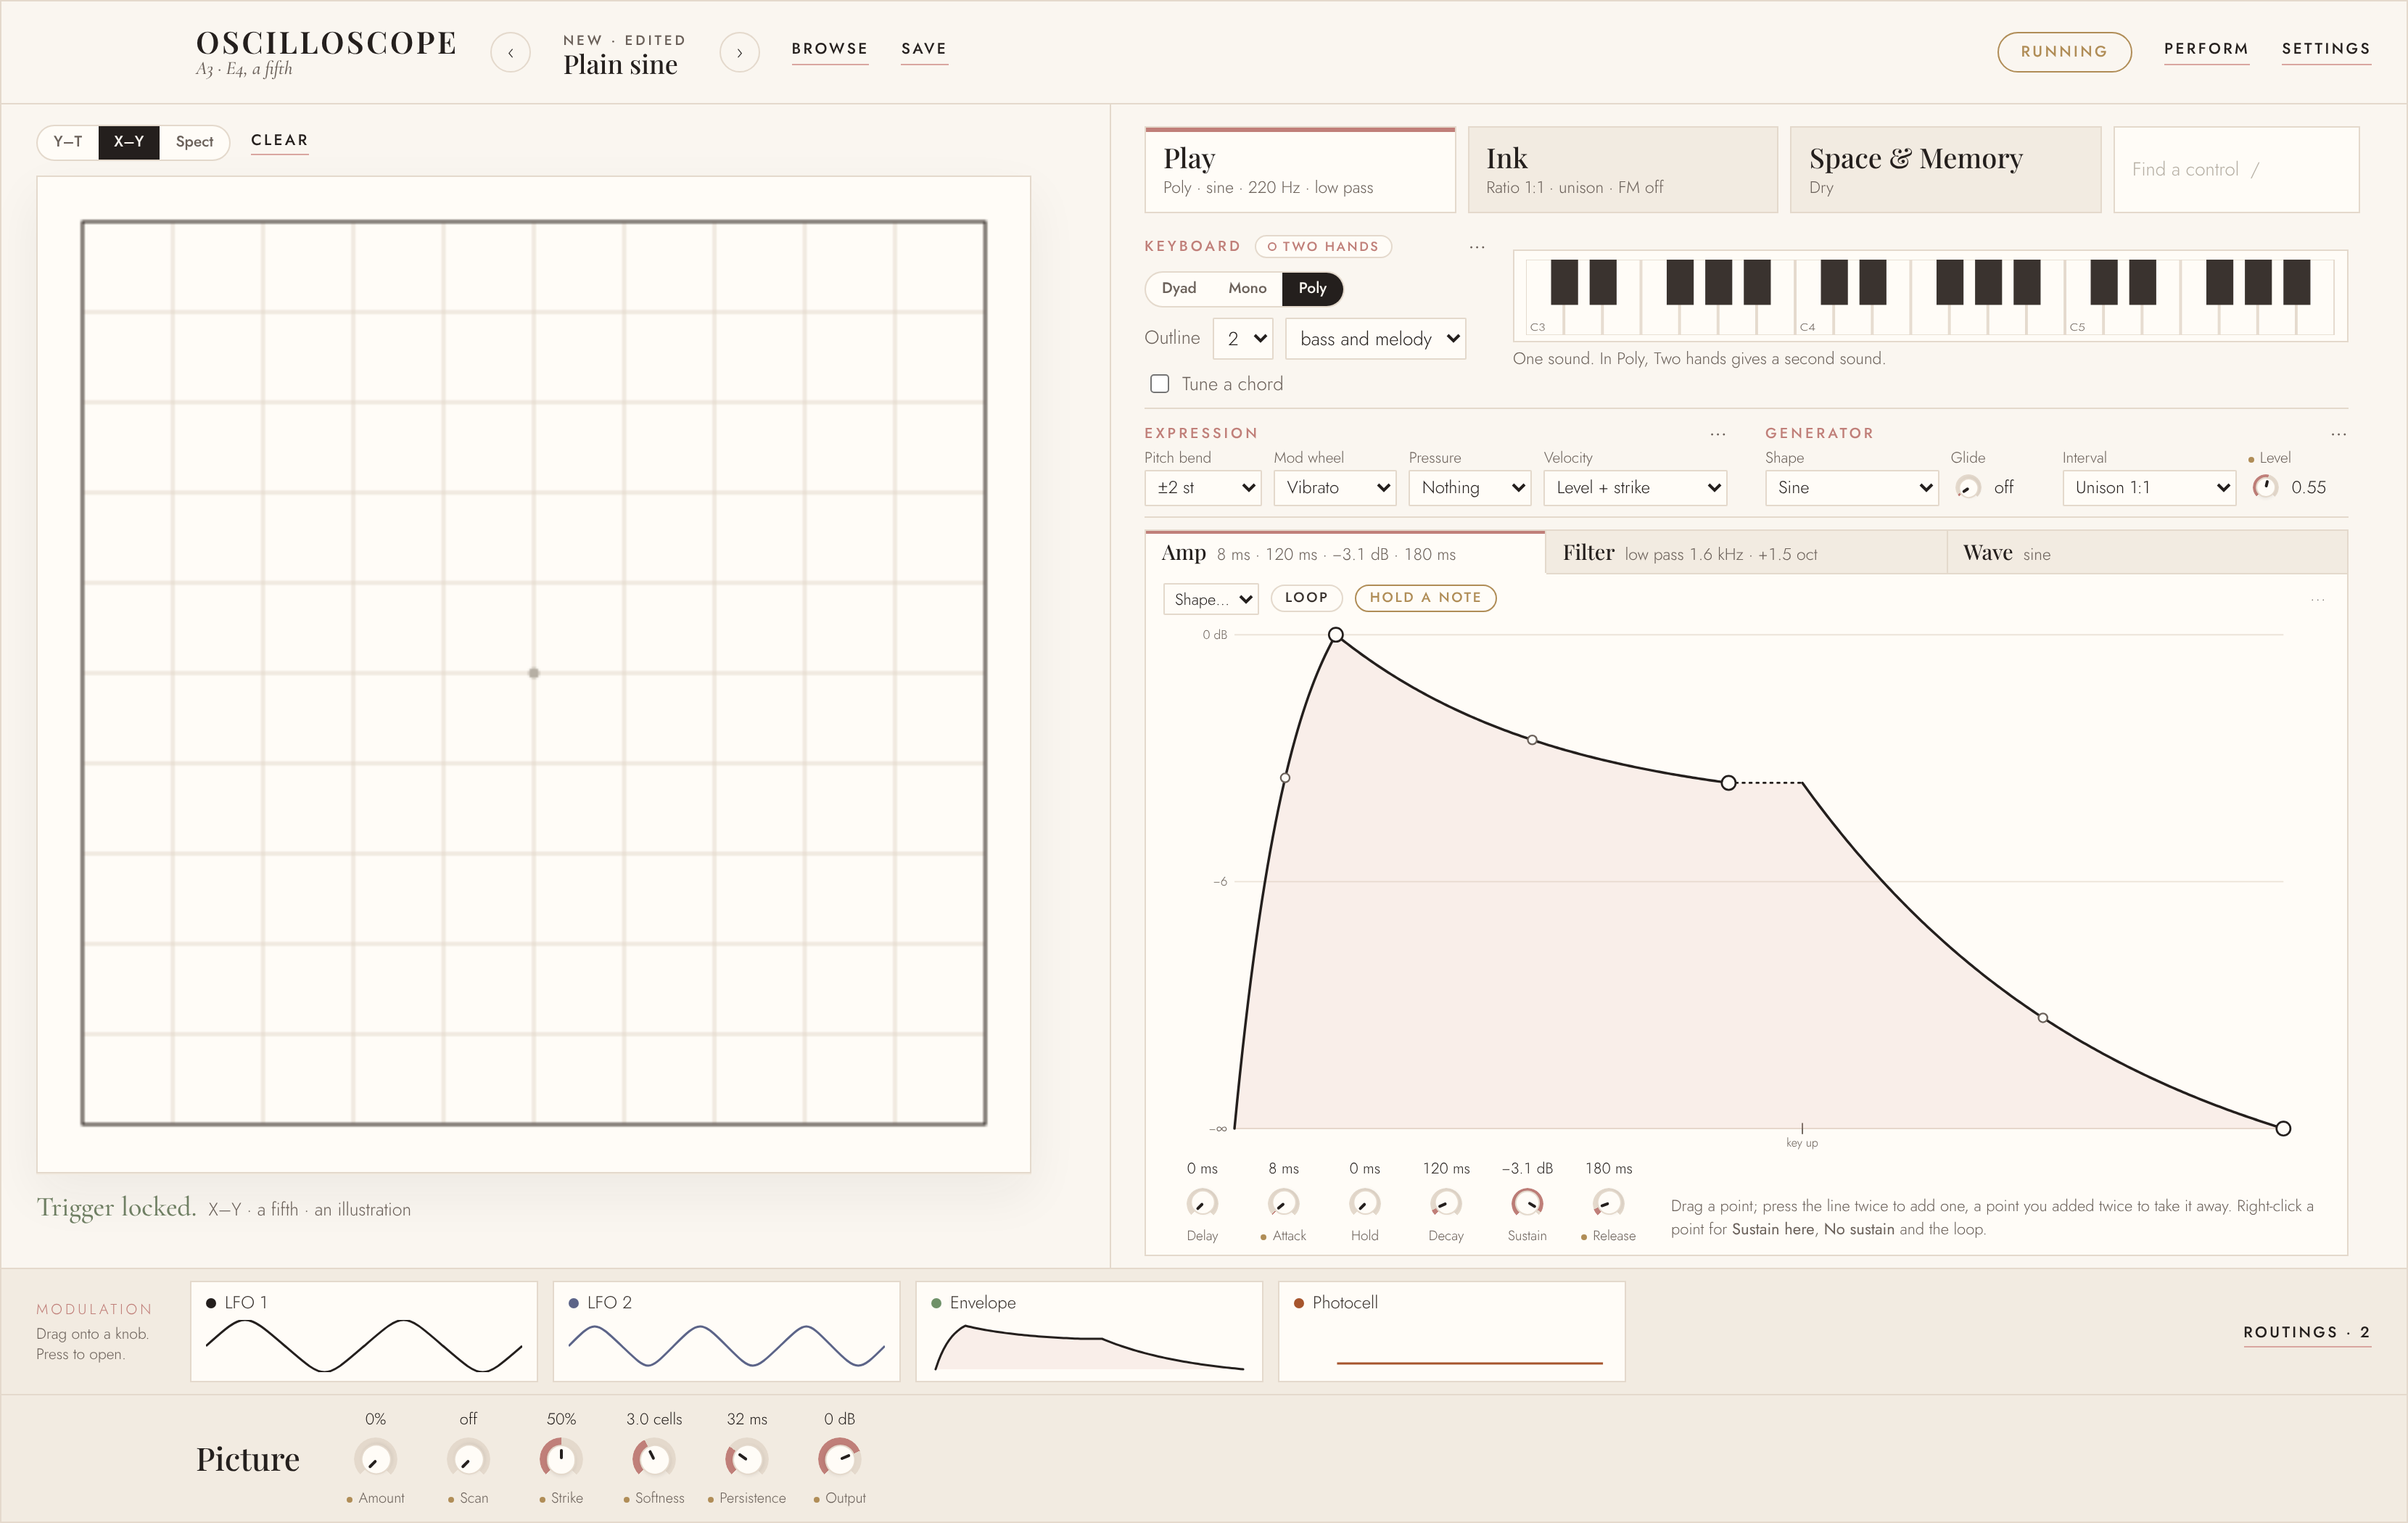 OSCILLOSCOPE
A3 · E4, a fifth
‹
NEW · EDITED
Plain sine
›
BROWSE
SAVE
RUNNING
PERFORM
SETTINGS
Y–T X–Y Spect
CLEAR
Trigger locked. X–Y · a fifth · an illustration
Play
Poly · sine · 220 Hz · low pass
Ink
Ratio 1:1 · unison · FM off
Space & Memory
Dry
Find a control /
KEYBOARD
TWO HANDS
...
Dyad Mono Poly
Outline 2 bass and melody
Tune a chord
C3 C4 C5
One sound. In Poly, Two hands gives a second sound.
EXPRESSION ...
Pitch bend Mod wheel Pressure Velocity
±2 st Vibrato Nothing Level + strike
GENERATOR ...
Shape Glide Interval Level
Sine off Unison 1:1 0.55
Amp 8 ms · 120 ms · −3.1 dB · 180 ms
Filter low pass 1.6 kHz · +1.5 oct
Wave sine
Shape... LOOP HOLD A NOTE ...
0 dB
−6
−∞
key up
0 ms 8 ms 0 ms 120 ms −3.1 dB 180 ms
Delay Attack Hold Decay Sustain Release
Drag a point; press the line twice to add one, a point you added twice to take it away. Right-click a
point for Sustain here, No sustain and the loop.
MODULATION
Drag onto a knob.
Press to open.
LFO 1
LFO 2
Envelope
Photocell
ROUTINGS · 2
Picture
0% off 50% 3.0 cells 32 ms 0 dB
Amount Scan Strike Softness Persistence Output